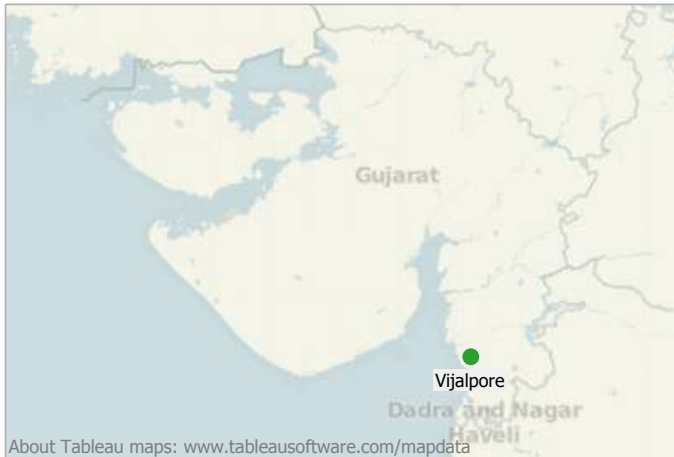 Gujarat
Vijalpore
Dadra and Nagar
Haveli
About Tableau maps: www.tableausoftware.com/mapdata